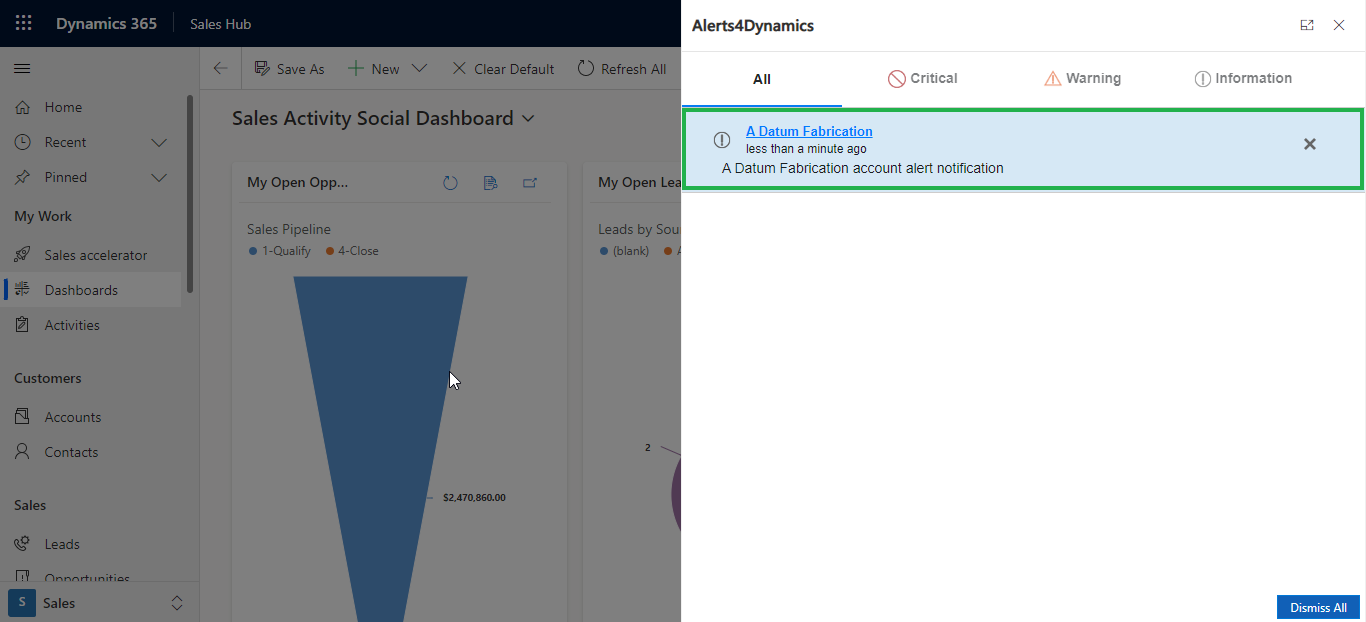 Dynamics 365
Sales Hub
Home
Recent
Pinned
My Work
Sales accelerator
Dashboards
Activities
Customers
Accounts
Contacts
Sales
Leads
Opportunities
S
Sales
Save As
New
Clear Default
Refresh All
Sales Activity Social Dashboard
My Open Opp...
Sales Pipeline
1-Qualify 4-Close
$2,470,860.00
My Open Lea
Leads by Sou
(blank) A
2
Alerts4Dynamics
All
Critical
Warning
Information
A Datum Fabrication
less than a minute ago
A Datum Fabrication account alert notification
Dismiss All